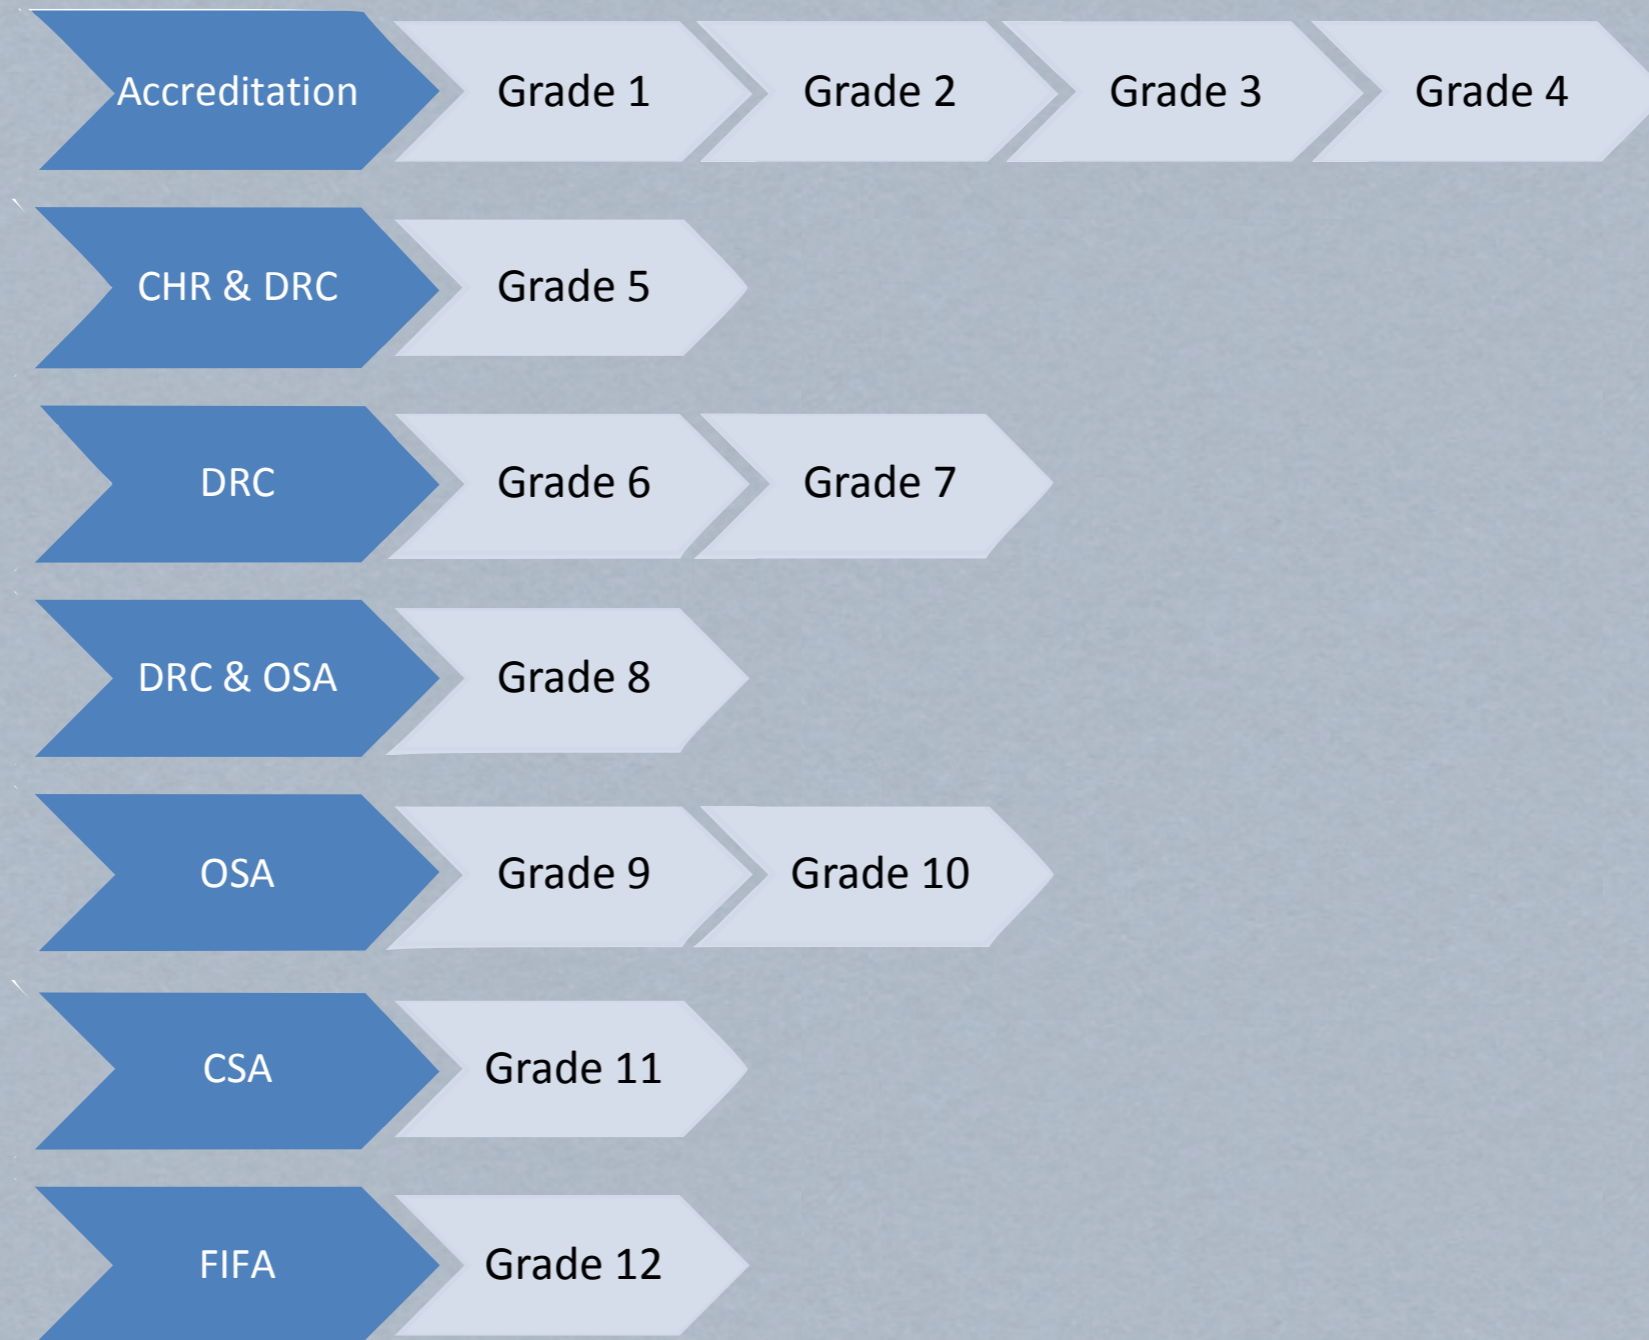 Accreditation Grade 1 Grade 2 Grade 3 Grade 4
CHR & DRC Grade 5
DRC Grade 6 Grade 7
DRC & OSA Grade 8
OSA Grade 9 Grade 10
CSA Grade 11
FIFA Grade 12